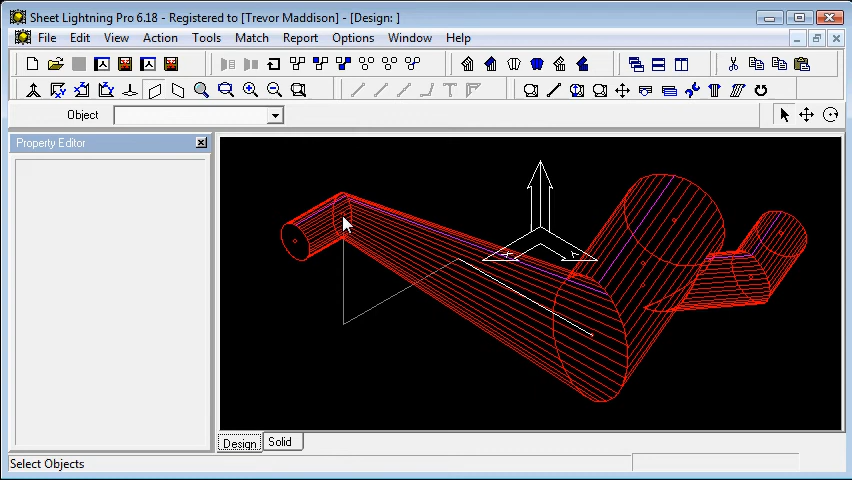 Sheet Lightning Pro 6.18 - Registered to [Trevor Maddison] - [Design: ]
File Edit View Action Tools Match Report Options Window Help
Object
Property Editor
X Y
Design Solid
Select Objects